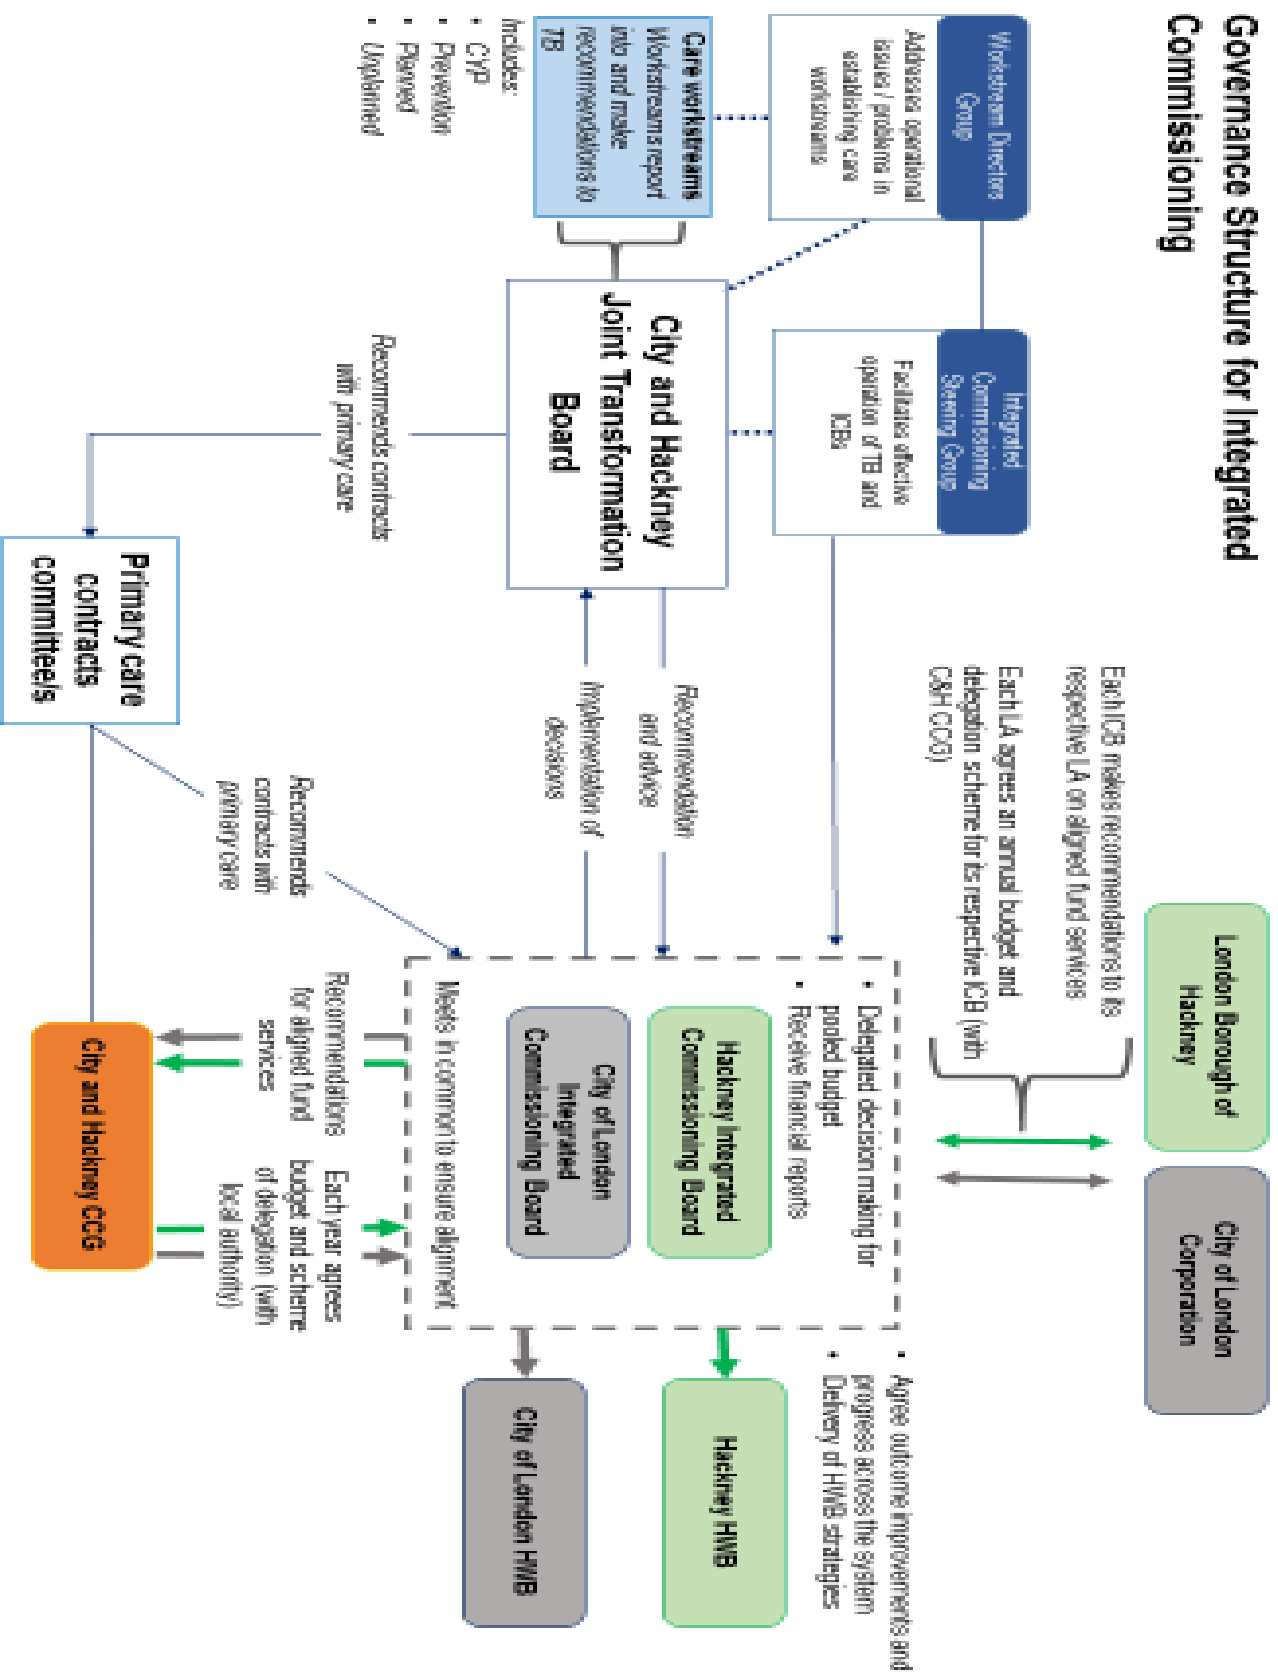 Governance Structure for Integrated
Commissioning
Workstream Directors
Group
Addresses operational
issues / problems in
establishing care
workstreams
Integrated
Commissioning
Steering Group
Facilitates effective
operation of TB and
ICBs
Care workstreams
Workstreams report
into and make
recommendations to
TB
Includes:
• CYP
• Prevention
• Planned
• Unplanned
City and Hackney
Joint Transformation
Board
Recommends contracts
with primary care
Primary care
contracts
committee/s
Recommendation
and advice
Implementation of
decisions
Recommends
contracts with
primary care
London Borough of
Hackney
City of London
Corporation
Each ICB makes recommendations to its
respective LA on aligned fund services
Each LA agrees an annual budget and
delegation scheme for its respective ICB (with
C&H CCG)
• Delegated decision making for
pooled budget
• Receive financial reports
Hackney Integrated
Commissioning Board
City of London
Integrated
Commissioning Board
Meets in common to ensure alignment
• Agree outcome improvements and
progress across the system
• Delivery of HWB strategies
Hackney HWB
City of London HWB
Recommendations
for aligned fund
services
Each year agrees
budget and scheme
of delegation (with
local authority)
City and Hackney CCG